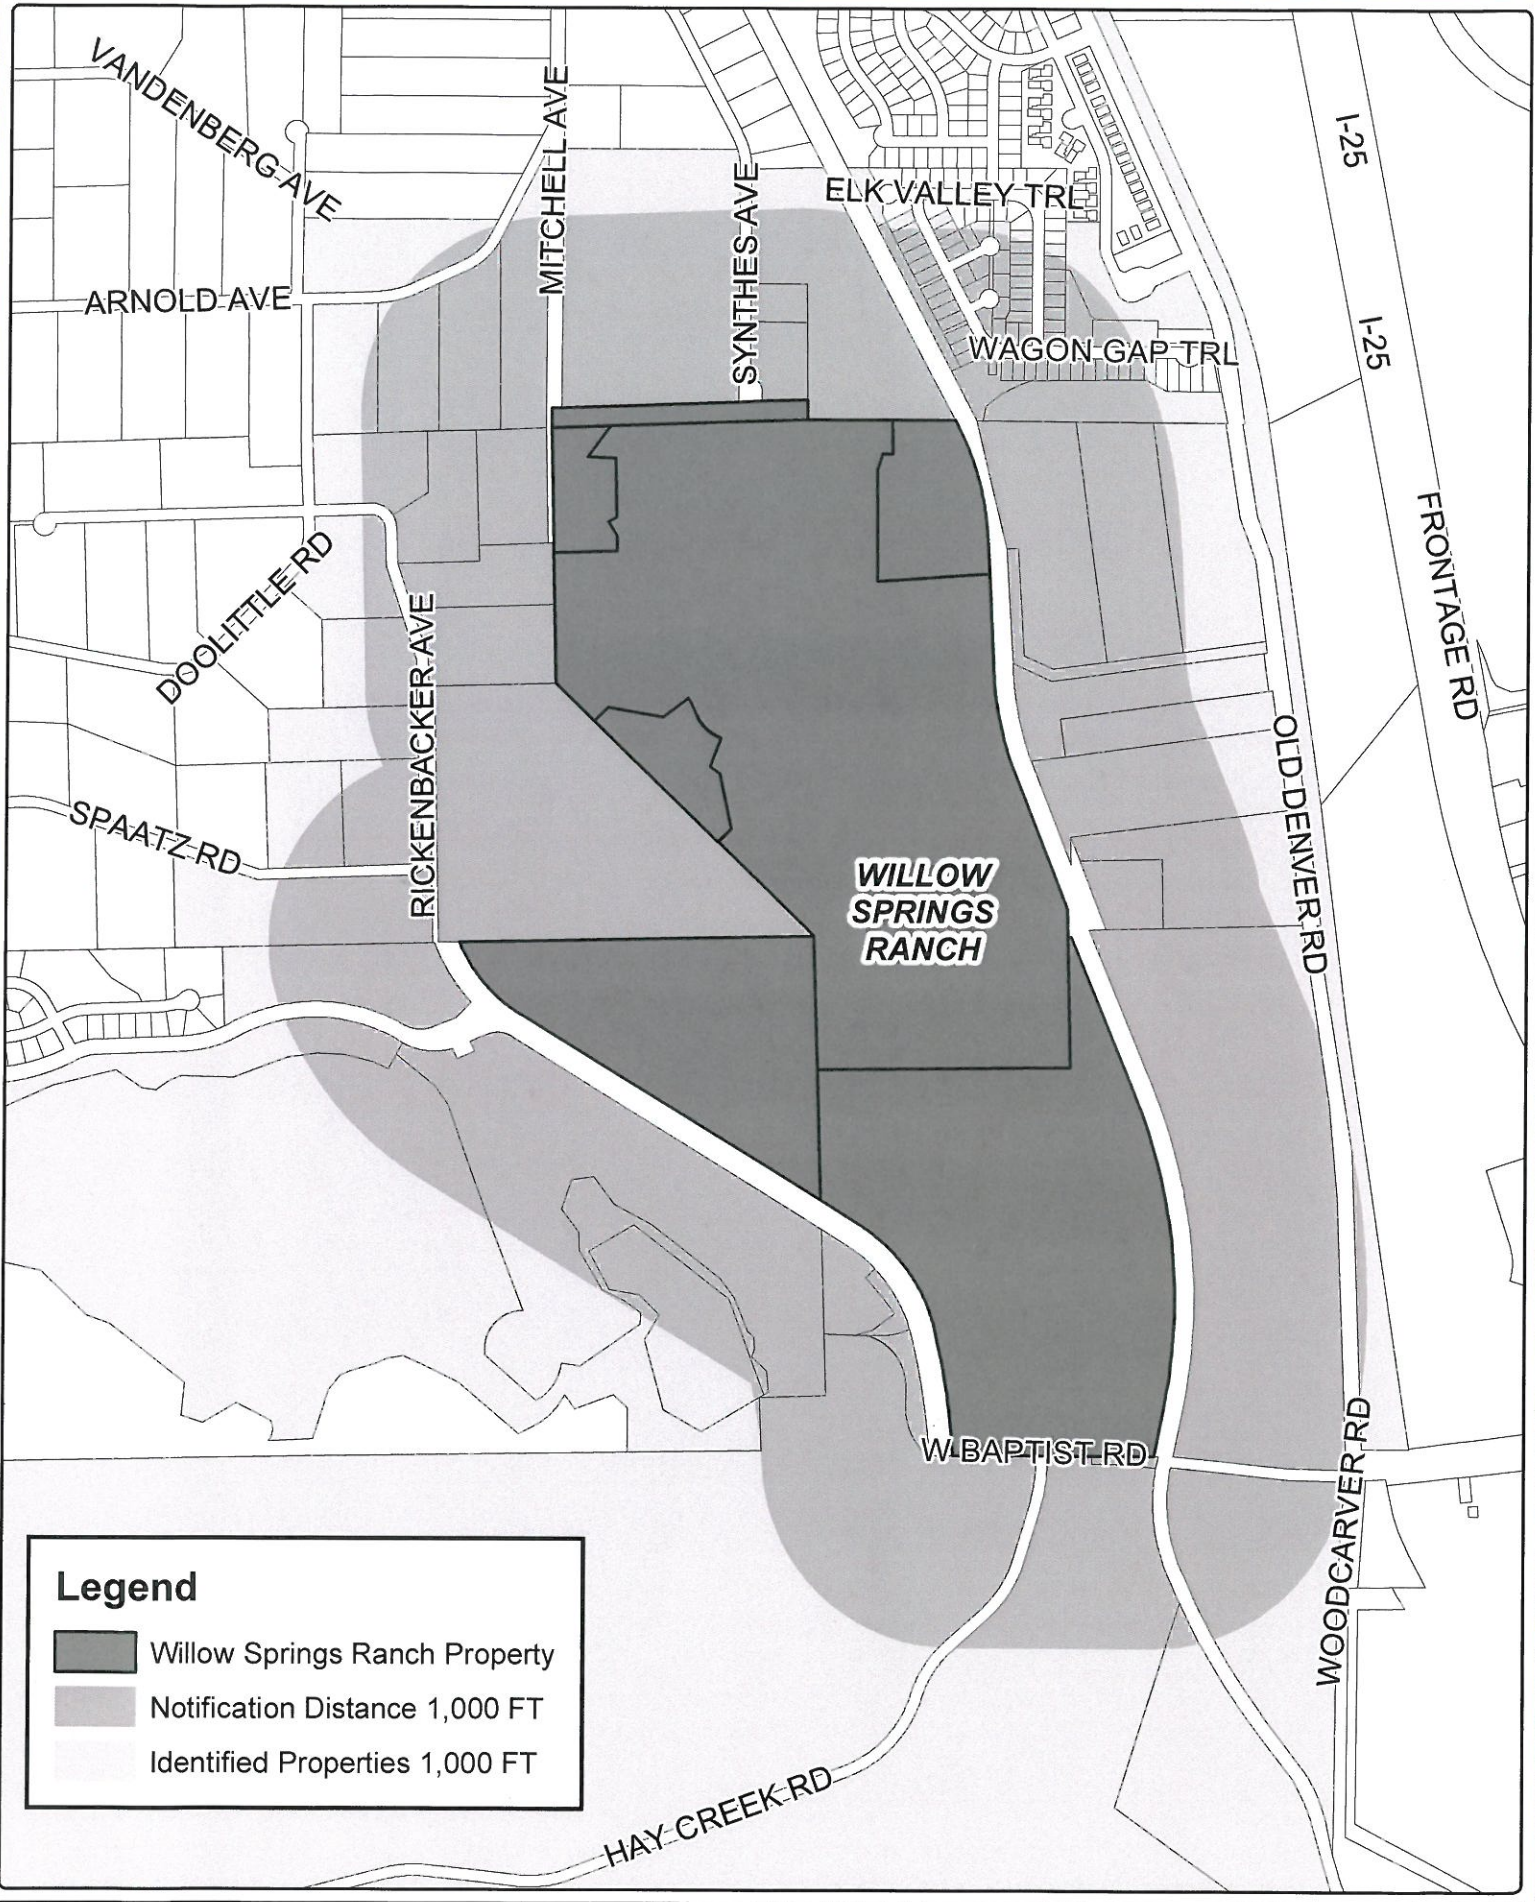 VANDENBERG AVE
MITCHELL AVE
I-25
SYNTHES AVE
ELK VALLEY TRL
ARNOLD AVE
I-25
WAGON GAP TRL
FRONTAGE RD
DOOLITTLE RD
RICKENBACKER AVE
OLD DENVER RD
SPAATZ RD
WILLOW
SPRINGS
RANCH
W BAPTIST RD
WOODCARVER RD
HAY CREEK RD
Legend
Willow Springs Ranch Property
Notification Distance 1,000 FT
Identified Properties 1,000 FT